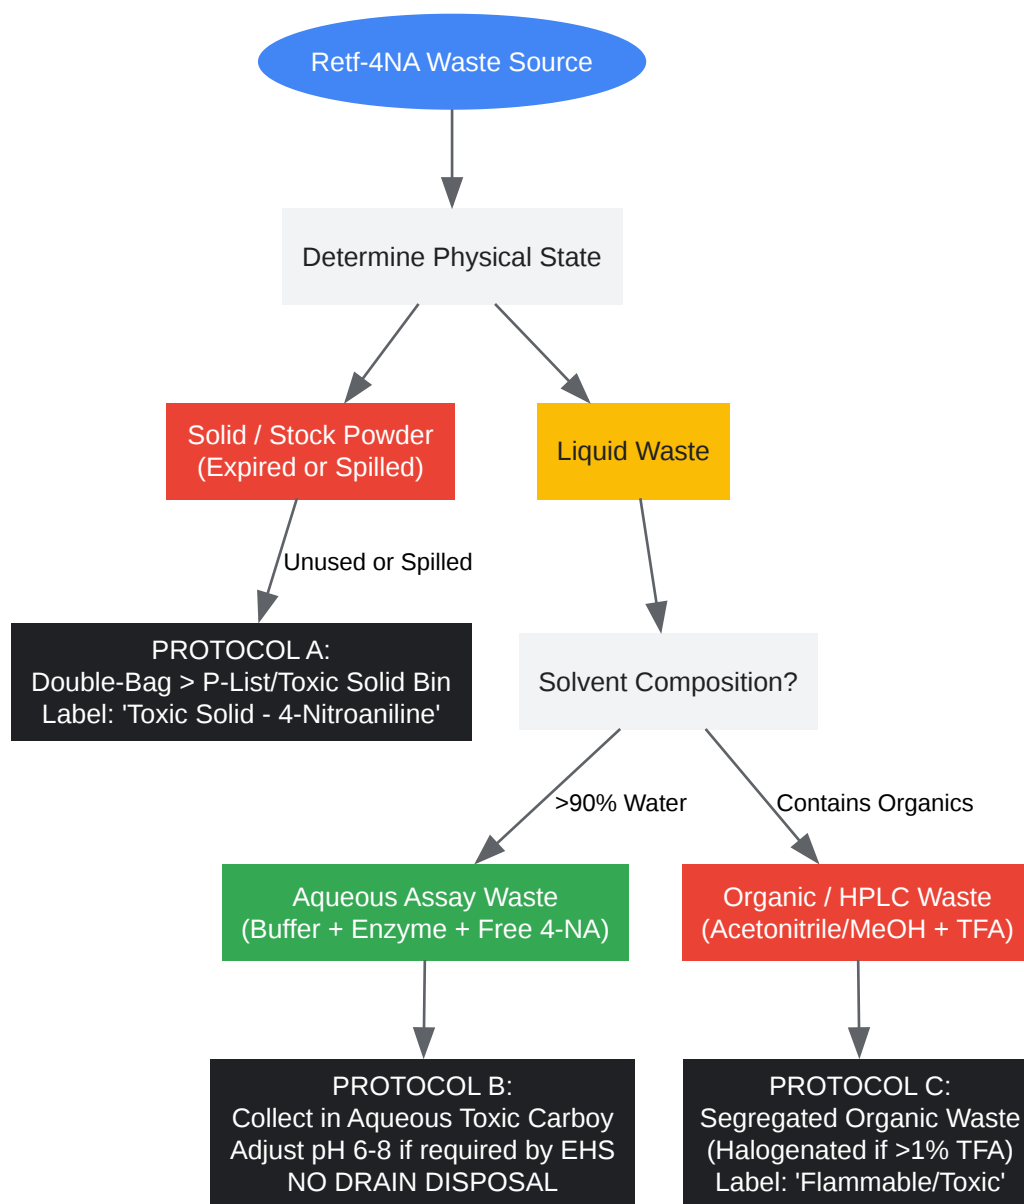 Retf-4NA Waste Source
Determine Physical State
Solid / Stock Powder
(Expired or Spilled)
Liquid Waste
Unused or Spilled
PROTOCOL A:
Double-Bag > P-List/Toxic Solid Bin
Label: 'Toxic Solid - 4-Nitroaniline'
Solvent Composition?
>90% Water
Contains Organics
Aqueous Assay Waste
(Buffer + Enzyme + Free 4-NA)
Organic / HPLC Waste
(Acetonitrile/MeOH + TFA)
PROTOCOL B:
Collect in Aqueous Toxic Carboy
Adjust pH 6-8 if required by EHS
NO DRAIN DISPOSAL
PROTOCOL C:
Segregated Organic Waste
(Halogenated if >1% TFA)
Label: 'Flammable/Toxic'